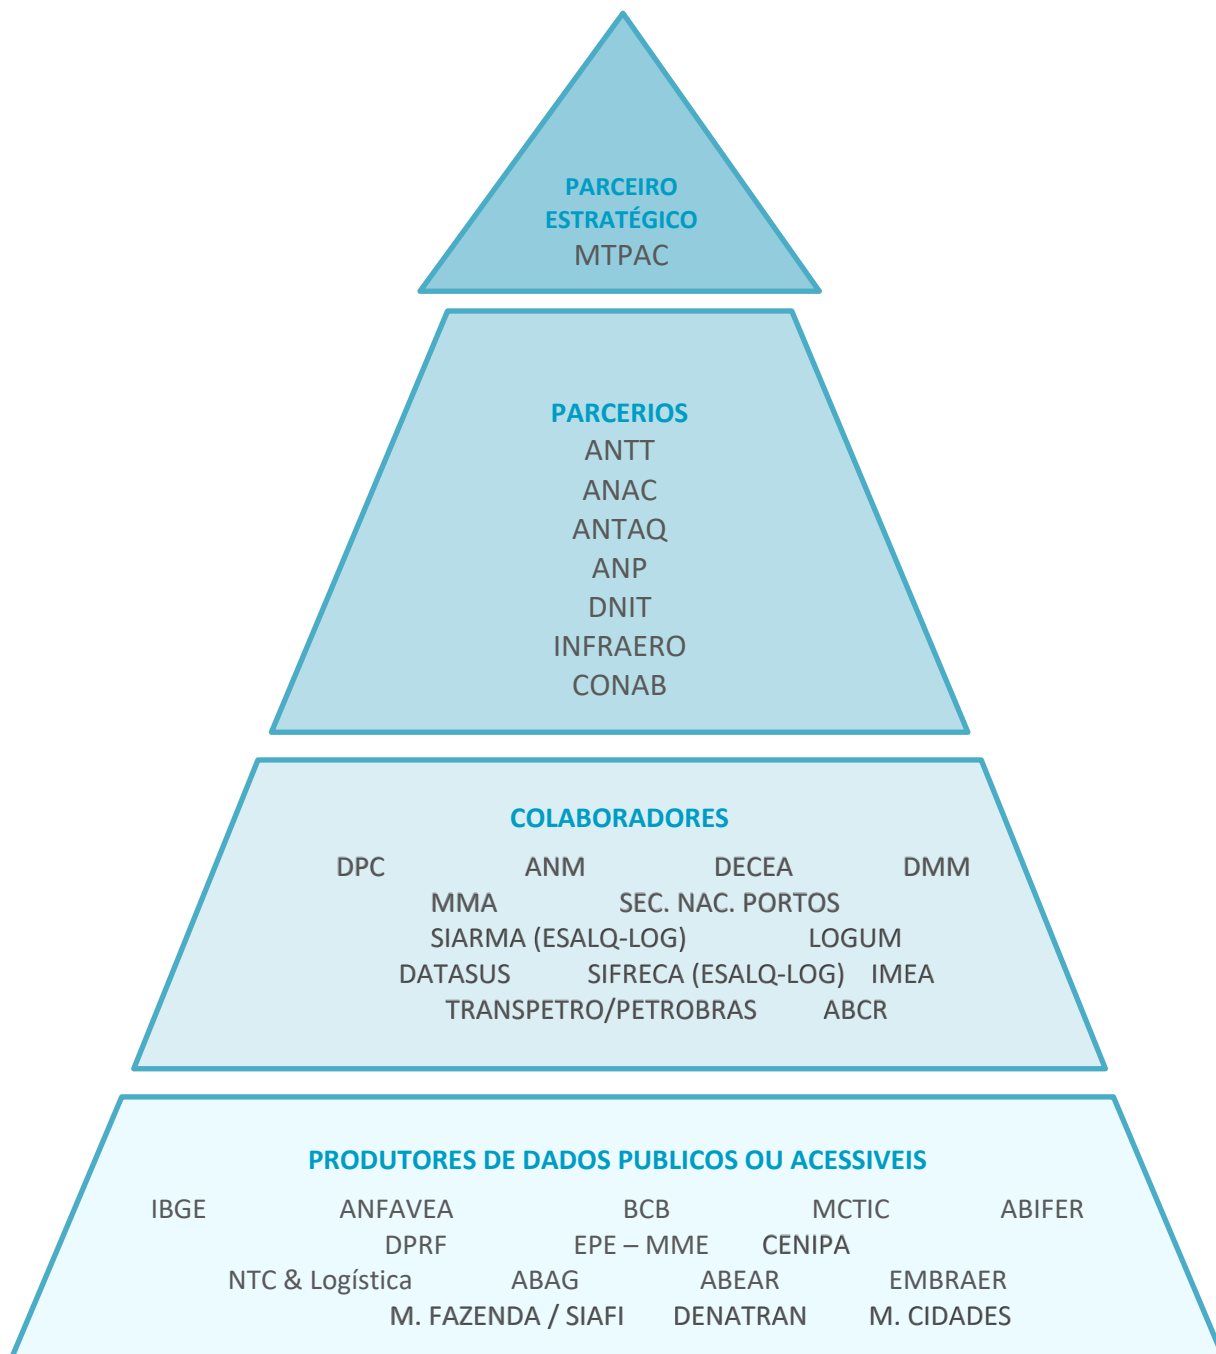 PARCEIRO
ESTRATÉGICO
MTPAC
PARCERIOS
ANTT
ANAC
ANTAQ
ANP
DNIT
INFRAERO
CONAB
COLABORADORES
DPC ANM DECEA DMM
MMA SEC. NAC. PORTOS
SIARMA (ESALQ-LOG) LOGUM
DATASUS SIFRECA (ESALQ-LOG) IMEA
TRANSPETRO/PETROBRAS ABCR
PRODUTORES DE DADOS PUBLICOS OU ACESSIVEIS
IBGE ANFAVEA BCB MCTIC ABIFER
DPRF EPE – MME CENIPA
NTC & Logística ABAG ABEAR EMBRAER
M. FAZENDA / SIAFI DENATRAN M. CIDADES